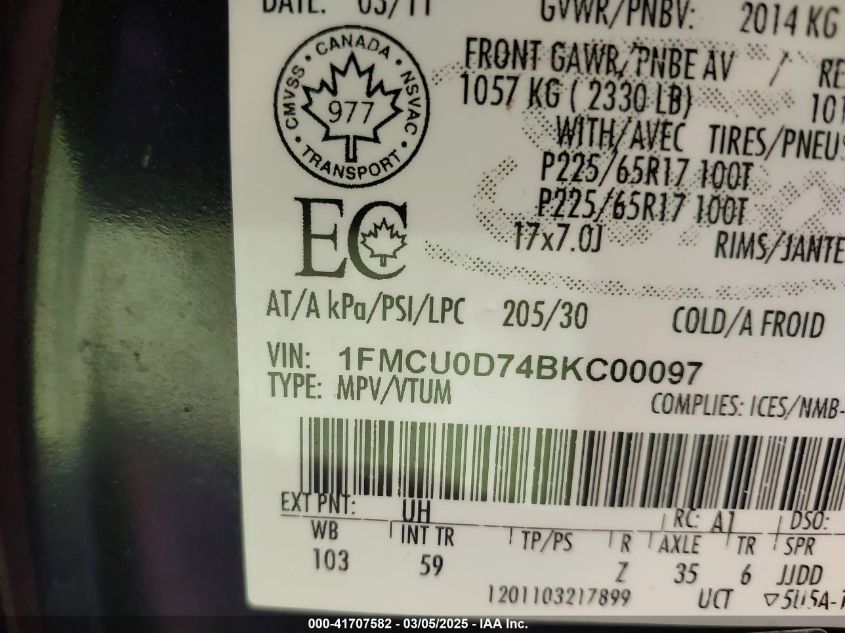 DATE: 03/11 GVWR/PNBV: 2014 KG
CANADA
CMVSS NSVAC
977
TRANSPORT
FRONT GAWR/PNBE AV / RE
1057 KG ( 2330 LB) 101
WITH/AVEC TIRES/PNEUS
P225/65R17 100T
P225/65R17 100T
17x7.0J RIMS/JANTE
EC
AT/A kPa/PSI/LPC 205/30 COLD/A FROID
VIN: 1FMCU0D74BKC00097
TYPE: MPV/VTUM
COMPLIES: ICES/NMB-
EXT PNT: UH RC: A1 DSO:
WB INT TR TP/PS R AXLE TR SPR
103 59 Z 35 6 JJDD
1201103217899 UCT ▽5U5A-
000-41707582 — 03/05/2025 — IAA Inc.